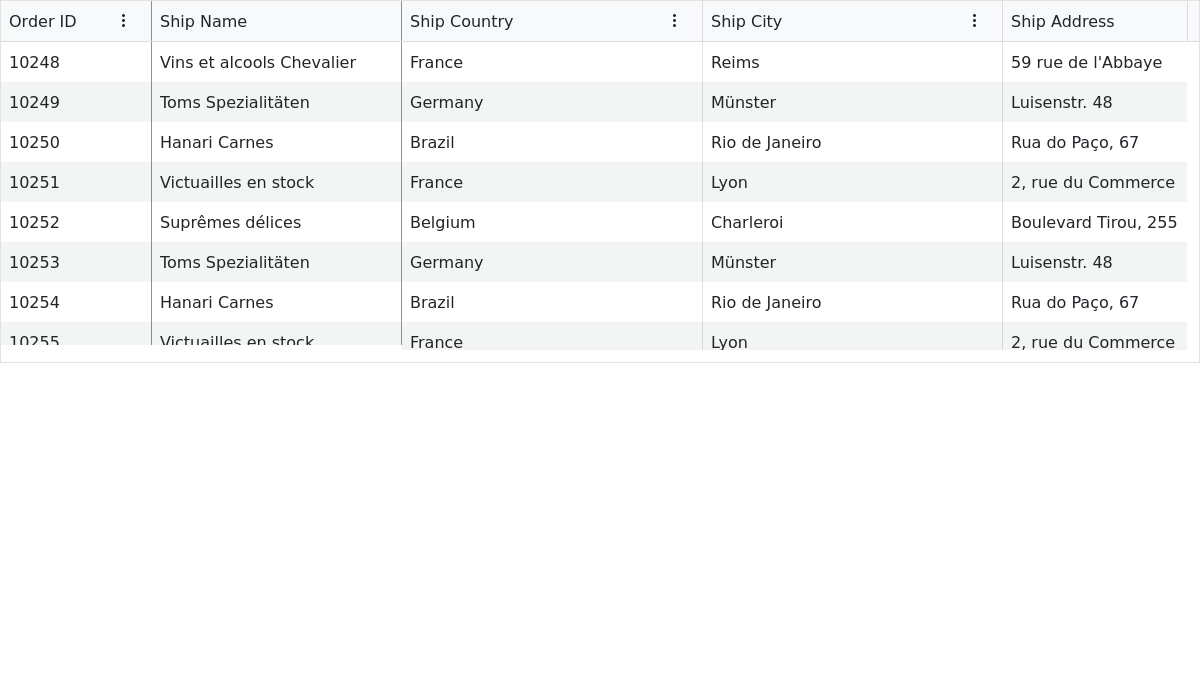 Order ID Ship Name Ship Country Ship City Ship Address
10248 Vins et alcools Chevalier France Reims 59 rue de l'Abbaye
10249 Toms Spezialitäten Germany Münster Luisenstr. 48
10250 Hanari Carnes Brazil Rio de Janeiro Rua do Paço, 67
10251 Victuailles en stock France Lyon 2, rue du Commerce
10252 Suprêmes délices Belgium Charleroi Boulevard Tirou, 255
10253 Toms Spezialitäten Germany Münster Luisenstr. 48
10254 Hanari Carnes Brazil Rio de Janeiro Rua do Paço, 67
10255 Victuailles en stock France Lyon 2, rue du Commerce